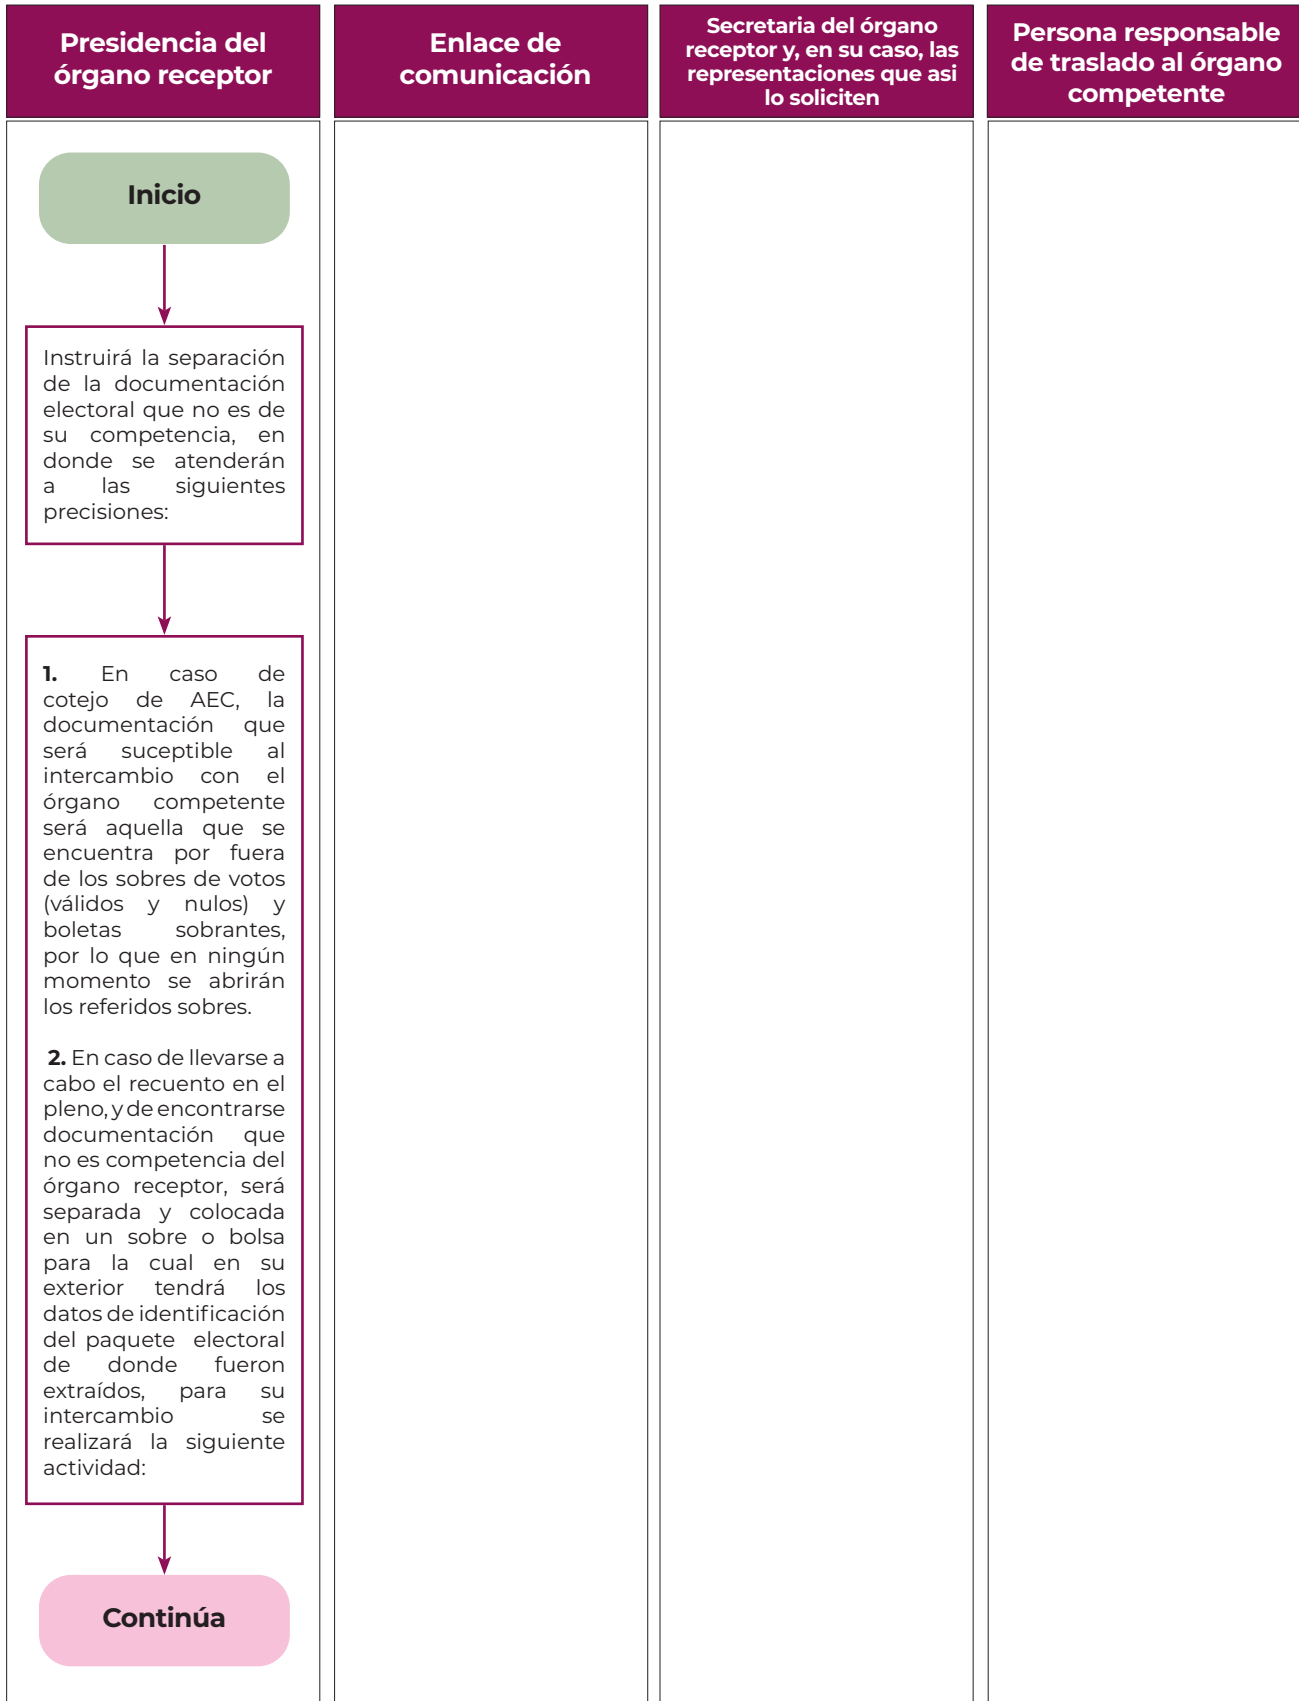 Presidencia del
órgano receptor
Enlace de
comunicación
Secretaria del órgano
receptor y, en su caso, las
representaciones que asi
lo soliciten
Persona responsable
de traslado al órgano
competente
Inicio
Instruirá la separación
de la documentación
electoral que no es de
su competencia, en
donde se atenderán
a las siguientes
precisiones:
1. En caso de
cotejo de AEC, la
documentación que
será suceptible al
intercambio con el
órgano competente
será aquella que se
encuentra por fuera
de los sobres de votos
(válidos y nulos) y
boletas sobrantes,
por lo que en ningún
momento se abrirán
los referidos sobres.
2. En caso de llevarse a
cabo el recuento en el
pleno, y de encontrarse
documentación que
no es competencia del
órgano receptor, será
separada y colocada
en un sobre o bolsa
para la cual en su
exterior tendrá los
datos de identificación
del paquete electoral
de donde fueron
extraídos, para su
intercambio se
realizará la siguiente
actividad:
Continúa